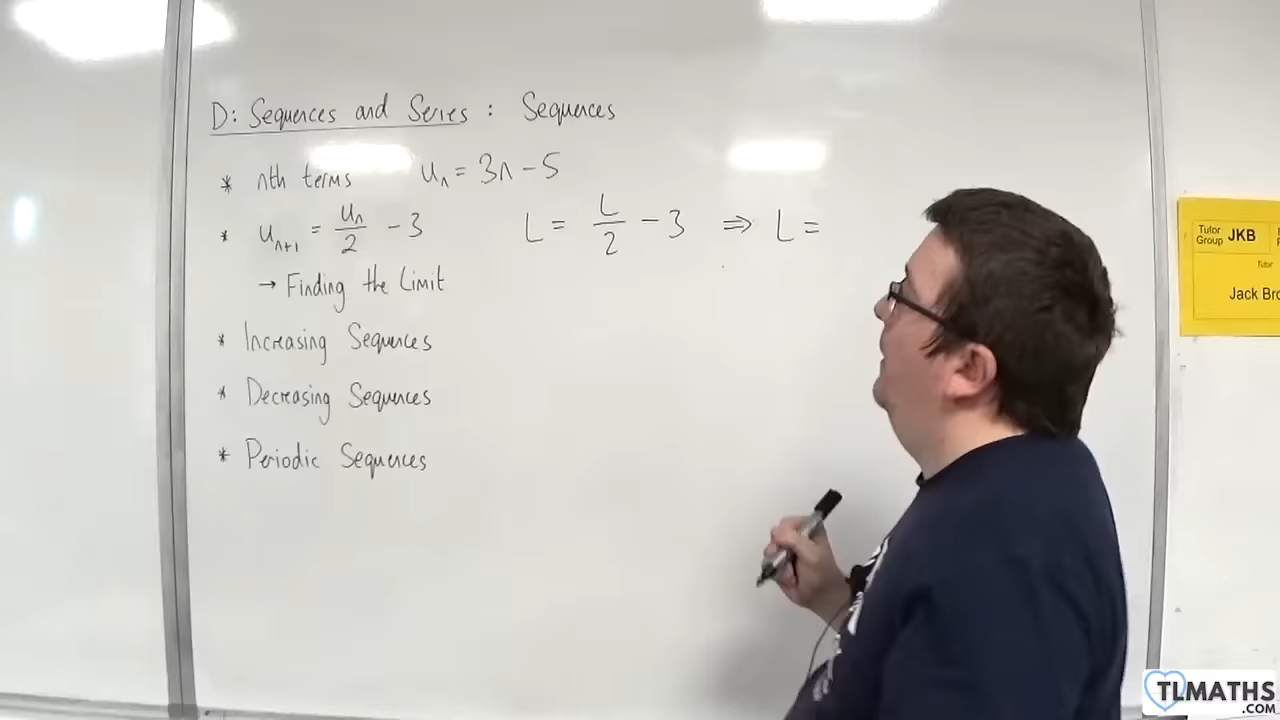 D: Sequences and Series : Sequences
* nth terms uₙ = 3n - 5
* uₙ₊₁ = uₙ/2 - 3 L = L/2 - 3 ⇒ L =
→ Finding the Limit
* Increasing Sequences
* Decreasing Sequences
* Periodic Sequences
Tutor Group JKB
Tutor
Jack Bro
TLMATHS
.COM